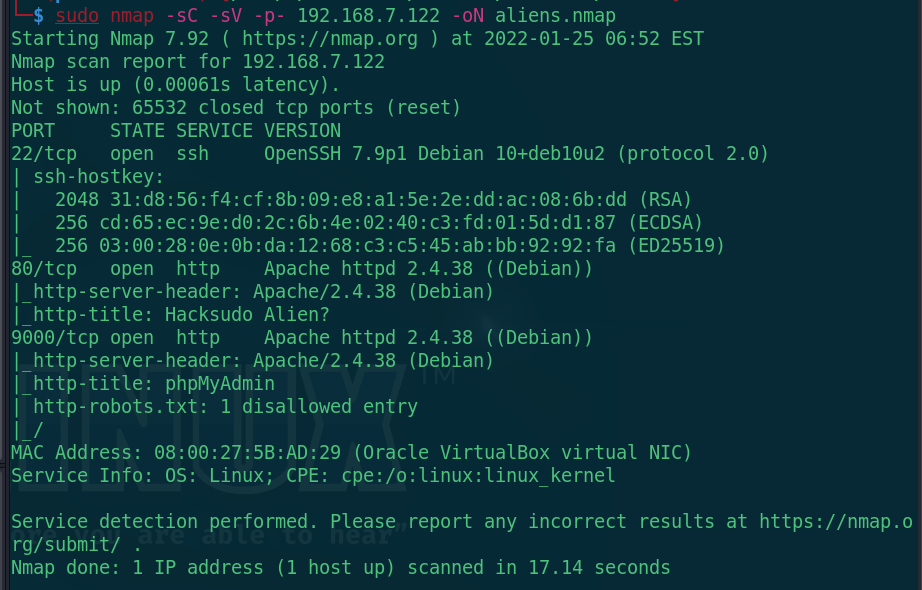 └─$ sudo nmap -sC -sV -p- 192.168.7.122 -oN aliens.nmap
Starting Nmap 7.92 ( https://nmap.org ) at 2022-01-25 06:52 EST
Nmap scan report for 192.168.7.122
Host is up (0.00061s latency).
Not shown: 65532 closed tcp ports (reset)
PORT     STATE SERVICE VERSION
22/tcp   open  ssh     OpenSSH 7.9p1 Debian 10+deb10u2 (protocol 2.0)
| ssh-hostkey:
|   2048 31:d8:56:f4:cf:8b:09:e8:a1:5e:2e:dd:ac:08:6b:dd (RSA)
|   256 cd:65:ec:9e:d0:2c:6b:4e:02:40:c3:fd:01:5d:d1:87 (ECDSA)
|_  256 03:00:28:0e:0b:da:12:68:c3:c5:45:ab:bb:92:92:fa (ED25519)
80/tcp   open  http    Apache httpd 2.4.38 ((Debian))
|_http-server-header: Apache/2.4.38 (Debian)
|_http-title: Hacksudo Alien?
9000/tcp open  http    Apache httpd 2.4.38 ((Debian))
|_http-server-header: Apache/2.4.38 (Debian)
|_http-title: phpMyAdmin
| http-robots.txt: 1 disallowed entry
|_/
MAC Address: 08:00:27:5B:AD:29 (Oracle VirtualBox virtual NIC)
Service Info: OS: Linux; CPE: cpe:/o:linux:linux_kernel
Service detection performed. Please report any incorrect results at https://nmap.o
rg/submit/ .
Nmap done: 1 IP address (1 host up) scanned in 17.14 seconds